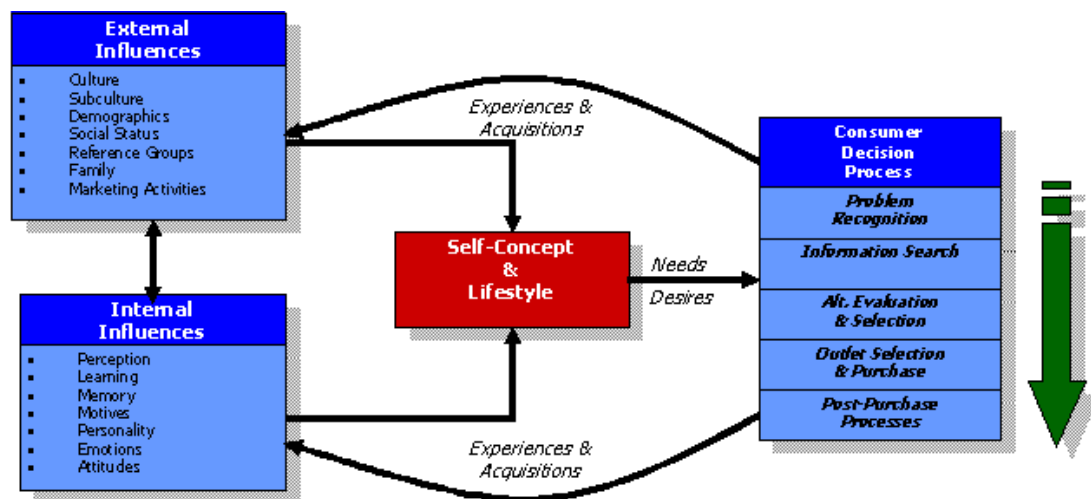 External
Influences
Culture
Subculture
Demographics
Social Status
Reference Groups
Family
Marketing Activities
Internal
Influences
Perception
Learning
Memory
Motives
Personality
Emotions
Attitudes
Experiences &
Acquisitions
Self-Concept
&
Lifestyle
Needs
Desires
Experiences &
Acquisitions
Consumer
Decision
Process
Problem
Recognition
Information Search
Alt. Evaluation
& Selection
Outlet Selection
& Purchase
Post-Purchase
Processes